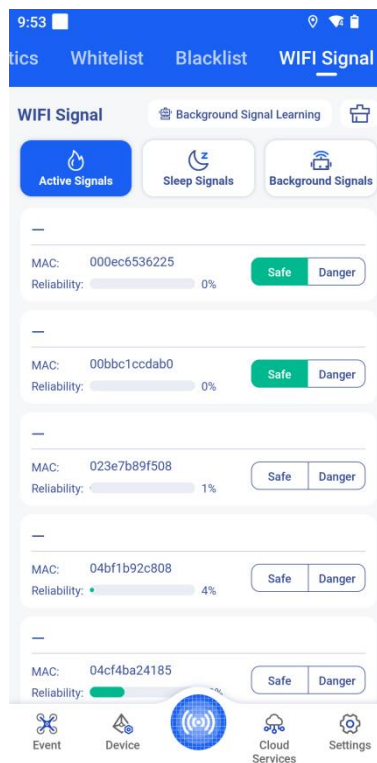 9:53
tics Whitelist Blacklist WIFI Signal
WIFI Signal Background Signal Learning
Active Signals Sleep Signals Background Signals
—
MAC: 000ec6536225
Safe Danger
Reliability: 0%
—
MAC: 00bbc1ccdab0
Safe Danger
Reliability: 0%
—
MAC: 023e7b89f508
Safe Danger
Reliability: 1%
—
MAC: 04bf1b92c808
Safe Danger
Reliability: 4%
—
MAC: 04cf4ba24185
Safe Danger
Reliability:
Event Device Cloud Services Settings